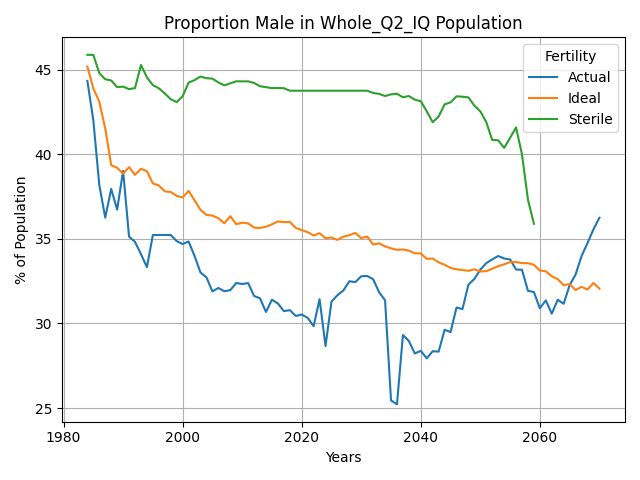 Proportion Male in Whole_Q2_IQ Population
Fertility
Actual
Ideal
Sterile
% of Population
45
40
35
30
25
1980
2000
2020
2040
2060
Years